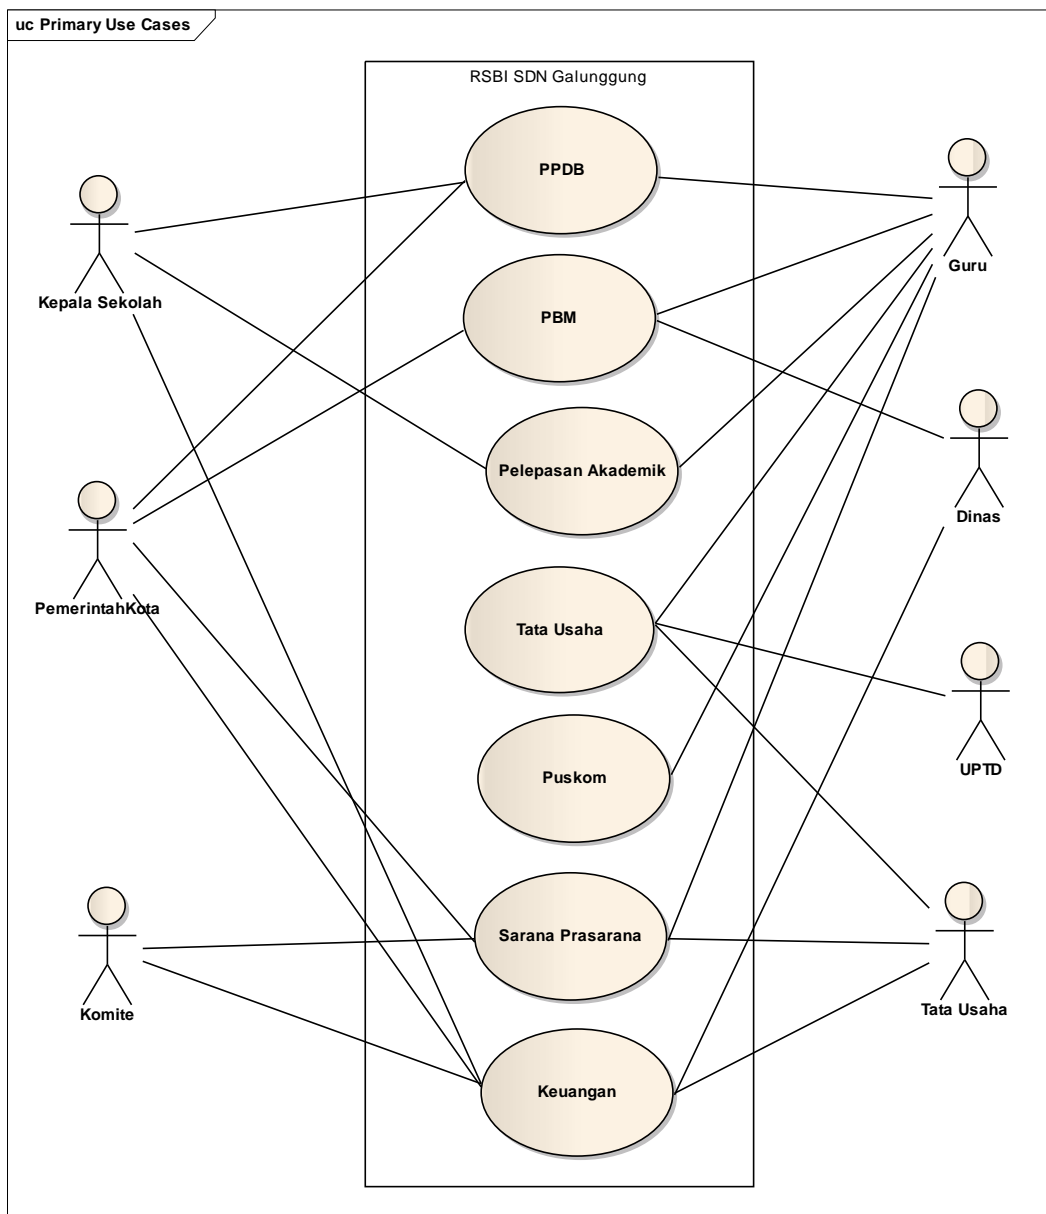 uc Primary Use Cases
RSBI SDN Galunggung
PPDB
Guru
Kepala Sekolah
PBM
Pelepasan Akademik
Dinas
PemerintahKota
Tata Usaha
UPTD
Puskom
Sarana Prasarana
Komite
Tata Usaha
Keuangan